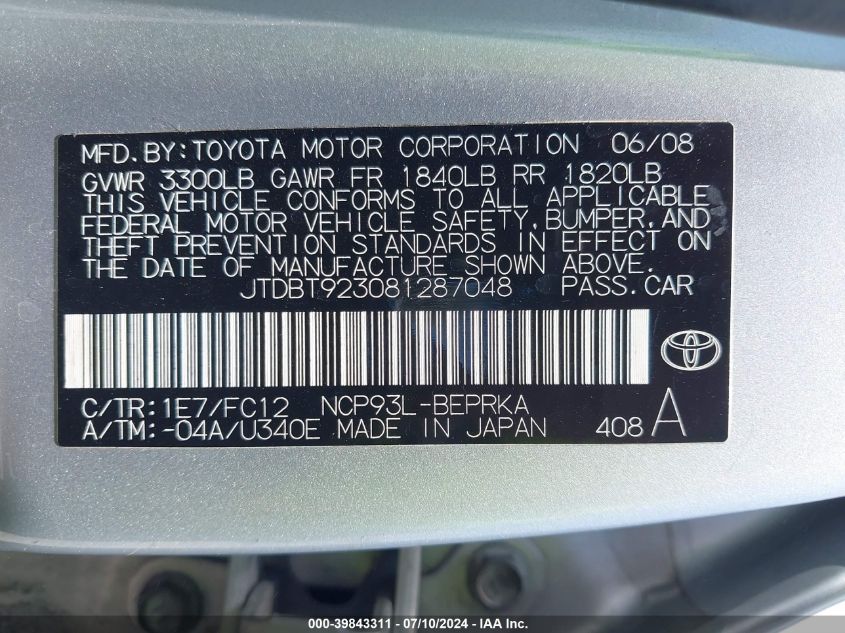 MFD.BY:TOYOTA MOTOR CORPORATION 06/08
GVWR 3300LB GAWR FR 1840LB RR 1820LB
THIS VEHICLE CONFORMS TO ALL APPLICABLE
FEDERAL MOTOR VEHICLE SAFETY,BUMPER,AND
THEFT PREVENTION STANDARDS IN EFFECT ON
THE DATE OF MANUFACTURE SHOWN ABOVE.
JTDBT923081287048 PASS.CAR
C/TR:1E7/FC12 NCP93L-BEPRKA
A/TM:-04A/U340E MADE IN JAPAN 408 A
000-39843311 - 07/10/2024 - IAA Inc.